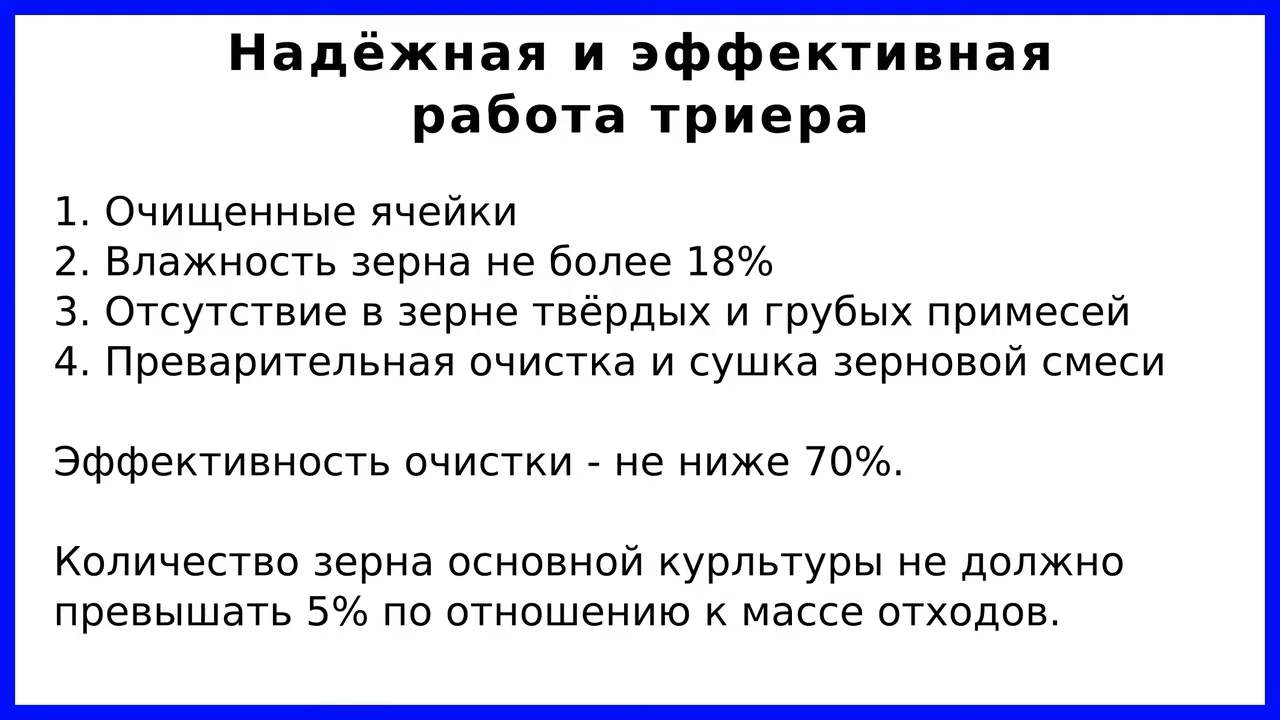 Надёжная и эффективная
работа триера
1. Очищенные ячейки
2. Влажность зерна не более 18%
3. Отсутствие в зерне твёрдых и грубых примесей
4. Преварительная очистка и сушка зерновой смеси
Эффективность очистки - не ниже 70%.
Количество зерна основной курльтуры не должно
превышать 5% по отношению к массе отходов.